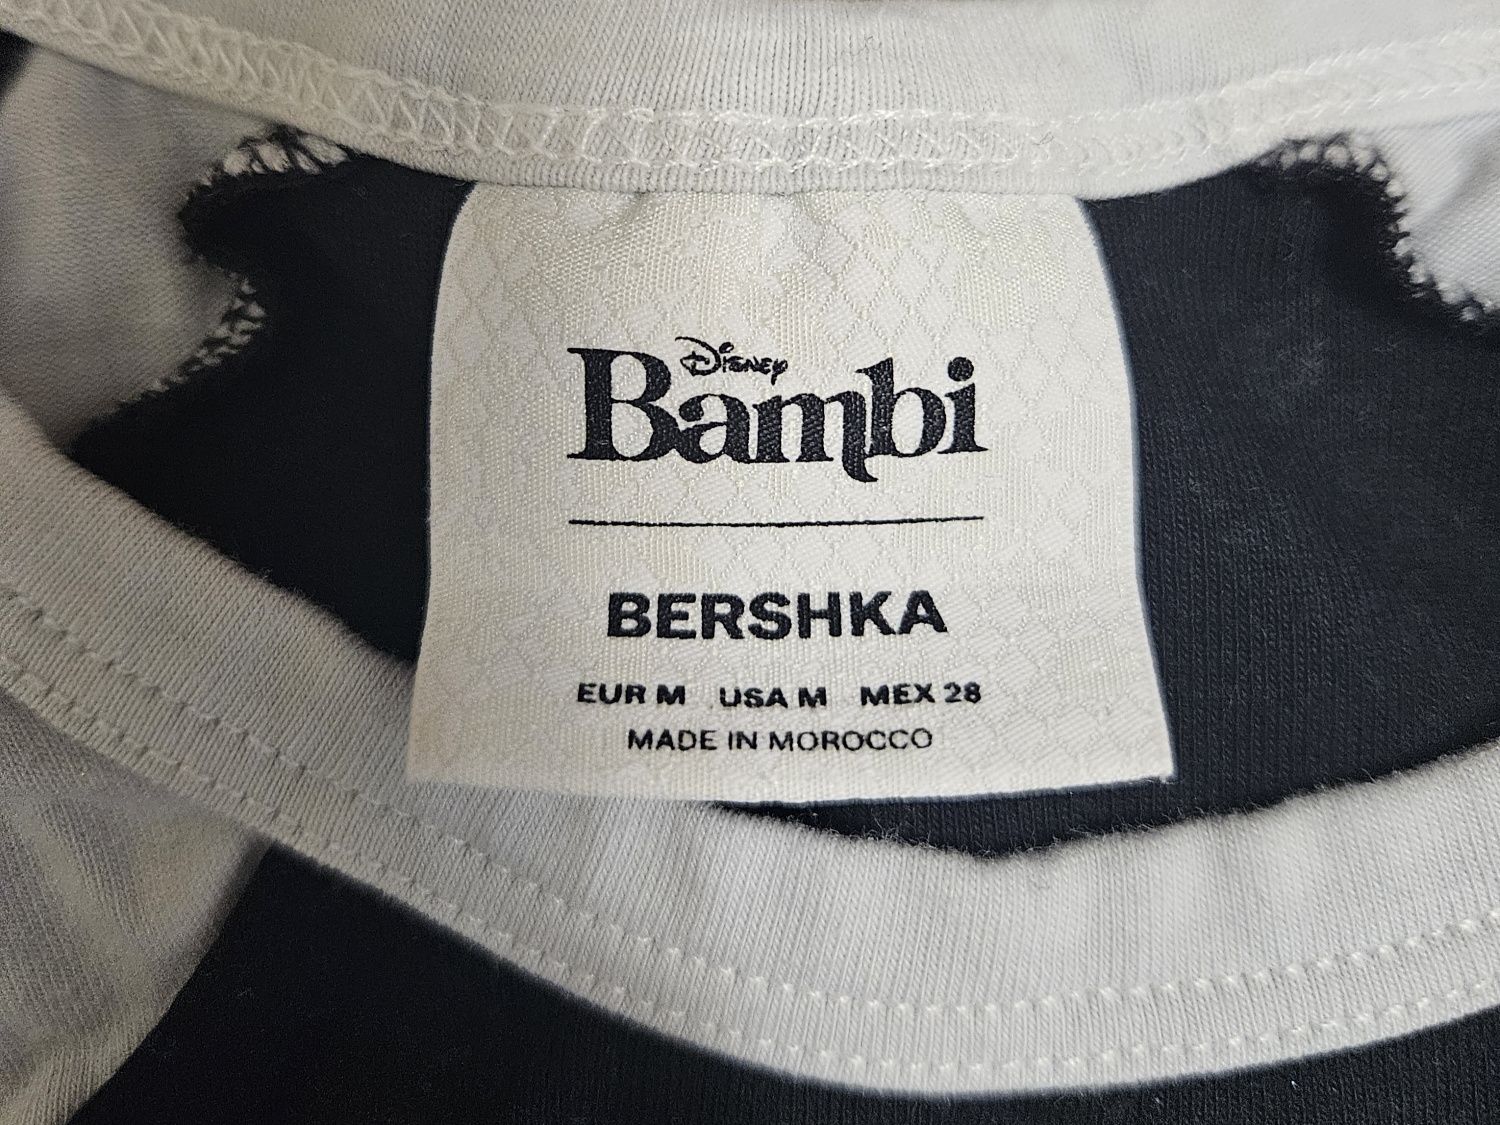 Disney
Bambi
BERSHKA
EUR M USA M MEX 28
MADE IN MOROCCO